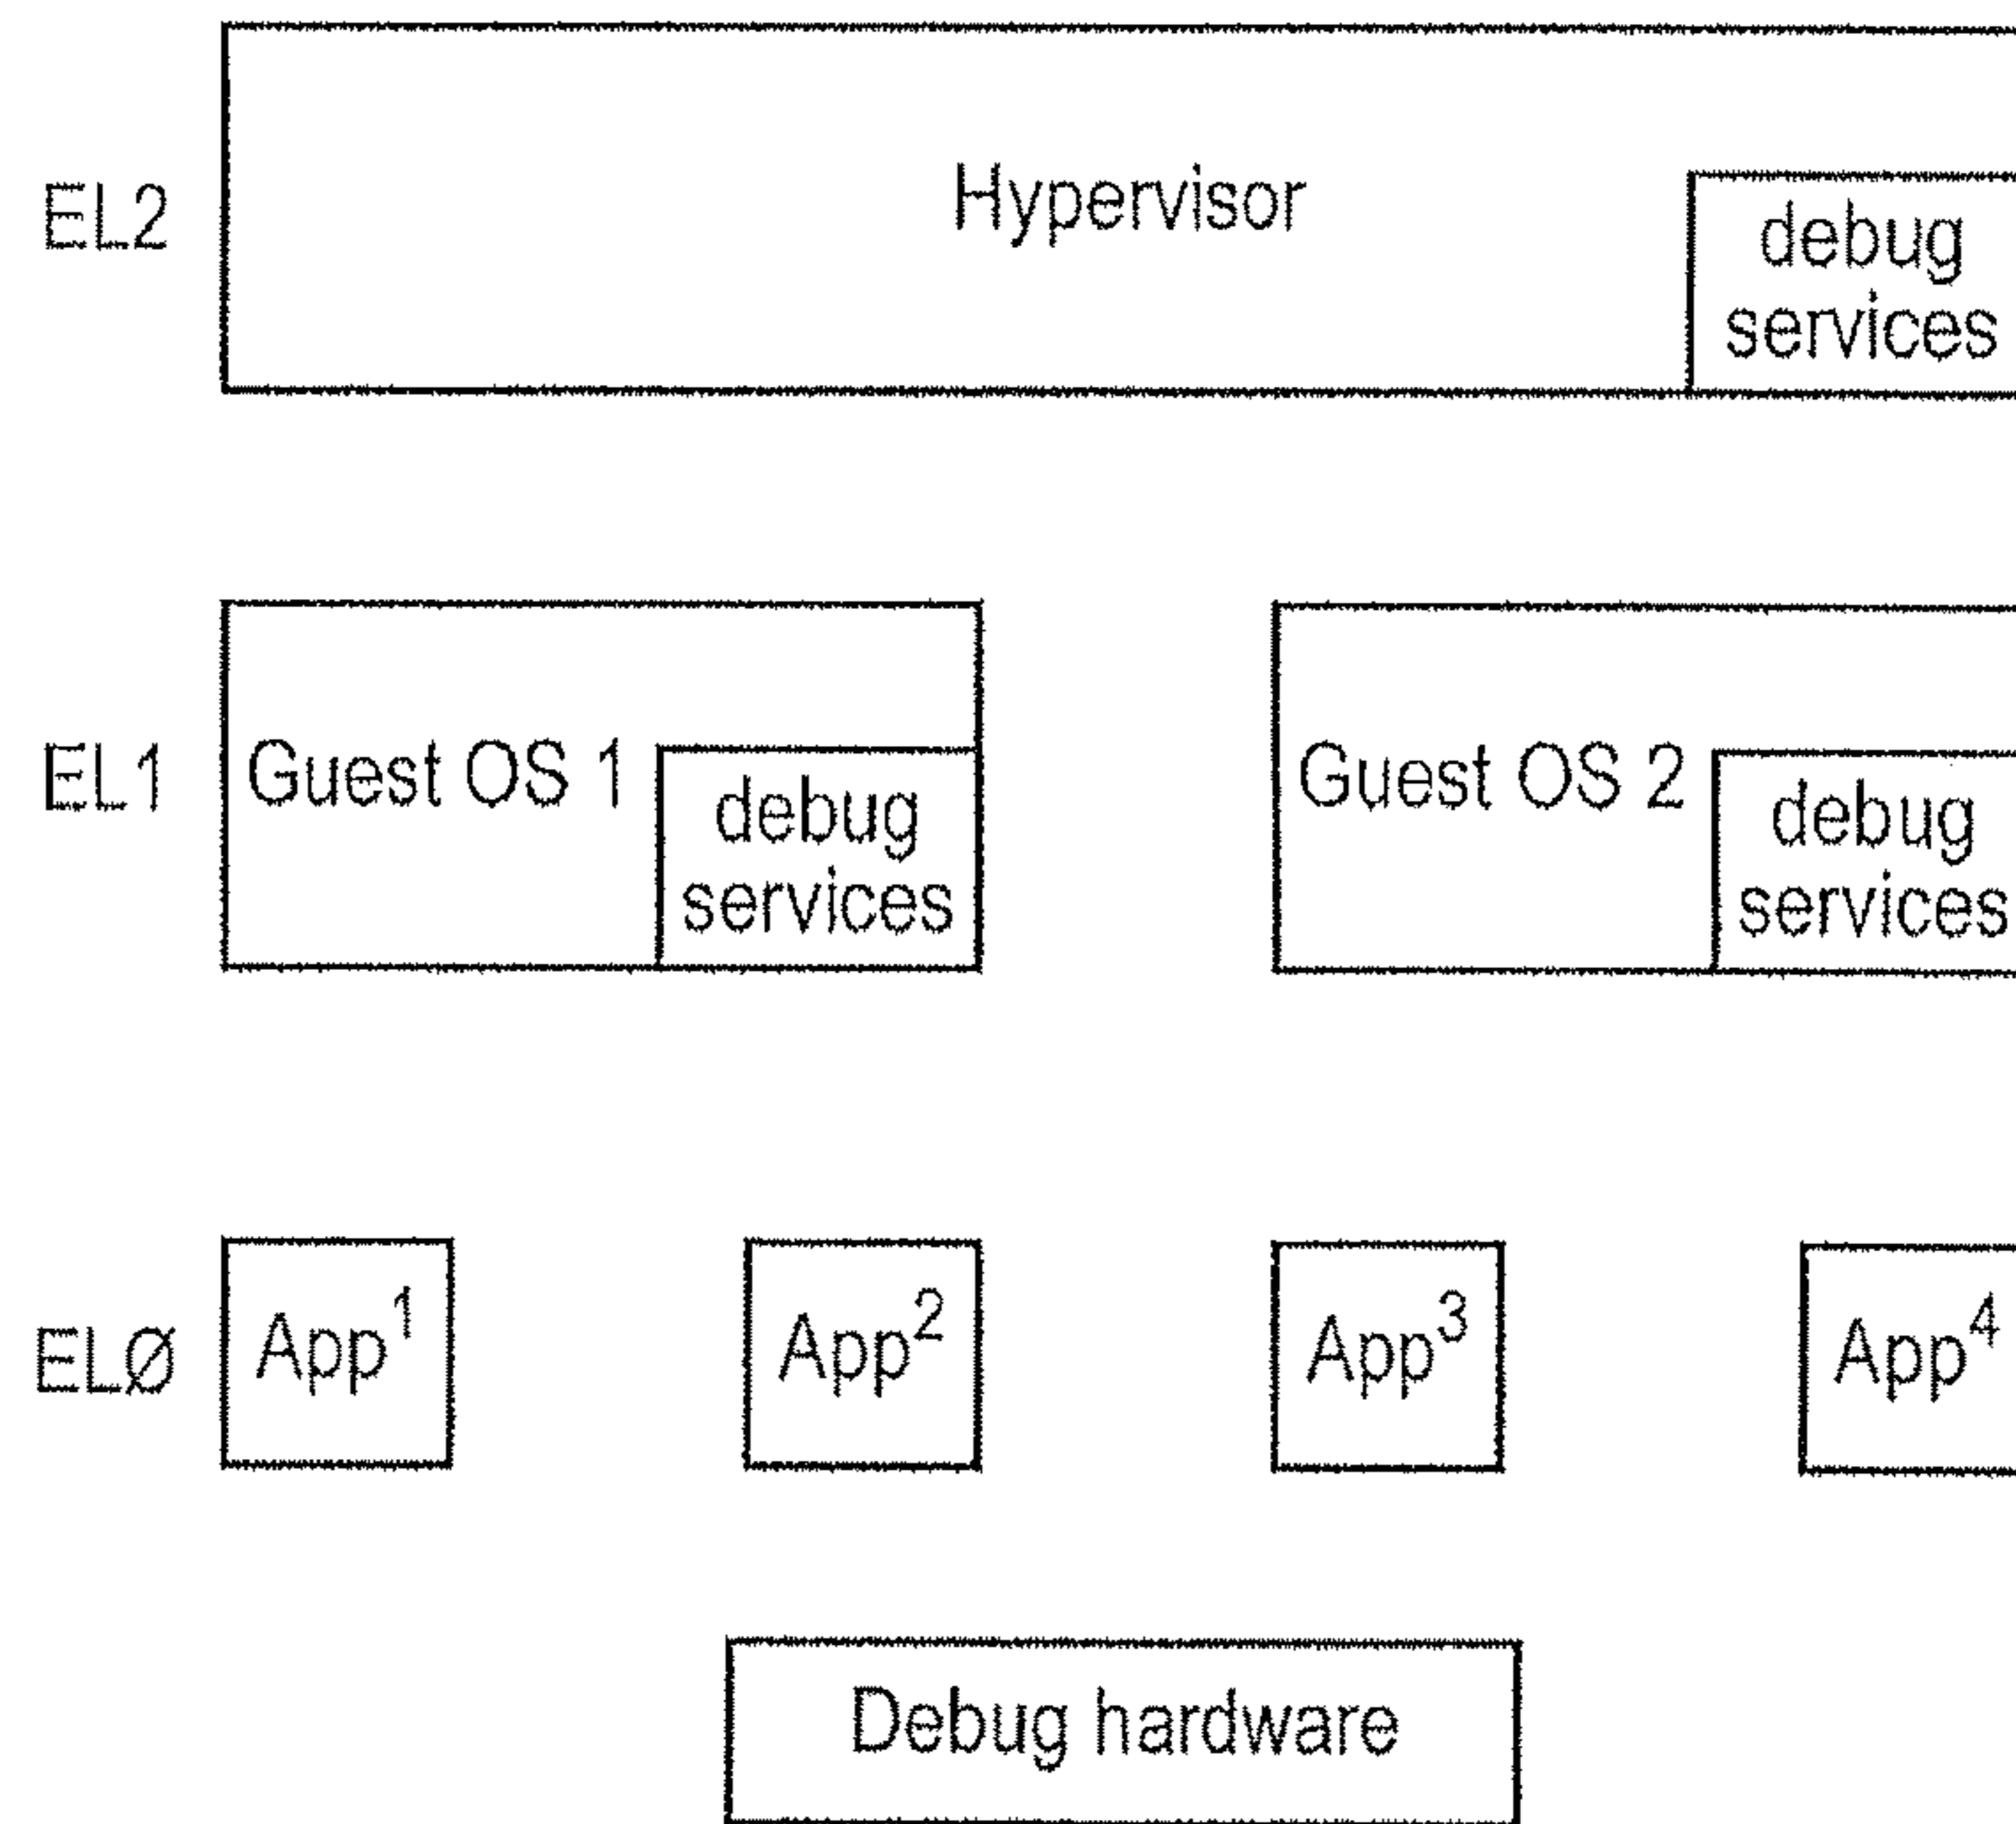 EL2
Hypervisor
debug
services
EL1
Guest OS 1
debug
services
Guest OS 2
debug
services
ELØ
App¹
App²
App³
App⁴
Debug hardware